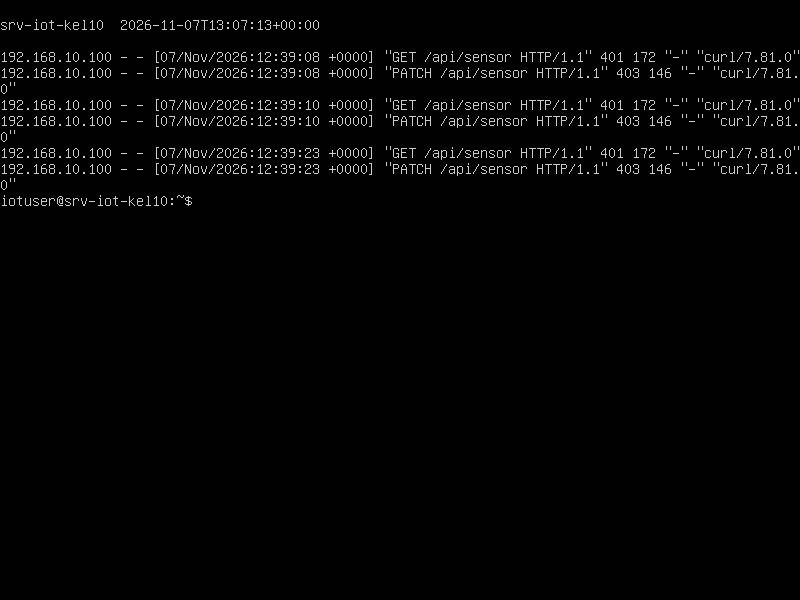 srv-iot-kel10  2026-11-07T13:07:13+00:00
192.168.10.100 - - [07/Nov/2026:12:39:08 +0000] "GET /api/sensor HTTP/1.1" 401 172 "-" "curl/7.81.0"
192.168.10.100 - - [07/Nov/2026:12:39:08 +0000] "PATCH /api/sensor HTTP/1.1" 403 146 "-" "curl/7.81.
0"
192.168.10.100 - - [07/Nov/2026:12:39:10 +0000] "GET /api/sensor HTTP/1.1" 401 172 "-" "curl/7.81.0"
192.168.10.100 - - [07/Nov/2026:12:39:10 +0000] "PATCH /api/sensor HTTP/1.1" 403 146 "-" "curl/7.81.
0"
192.168.10.100 - - [07/Nov/2026:12:39:23 +0000] "GET /api/sensor HTTP/1.1" 401 172 "-" "curl/7.81.0"
192.168.10.100 - - [07/Nov/2026:12:39:23 +0000] "PATCH /api/sensor HTTP/1.1" 403 146 "-" "curl/7.81.
0"
iotuser@srv-iot-kel10:~$